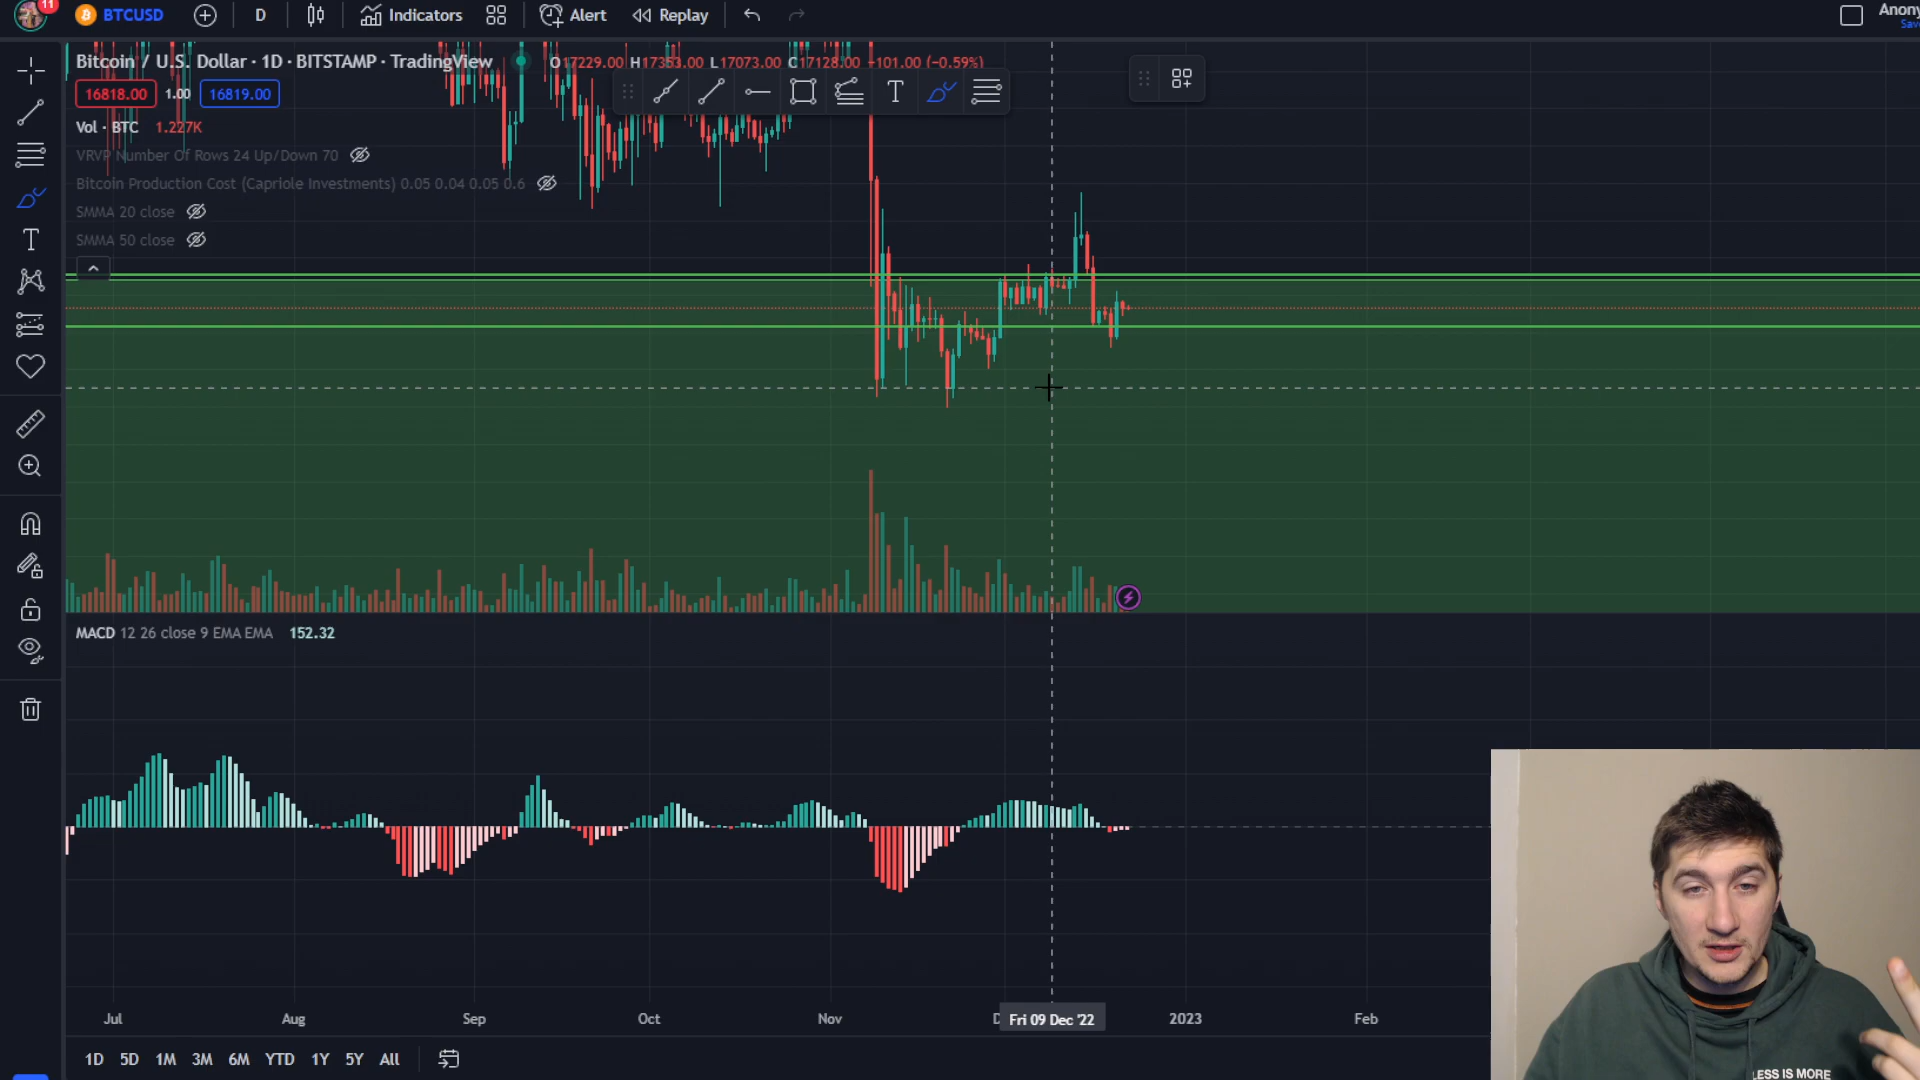 11
BTCUSD
D
Indicators
Alert
Replay
Anony
Sav
Bitcoin / U.S. Dollar · 1D · BITSTAMP · TradingView
O17229.00 H17353.00 L17073.00 C17128.00 −101.00 (−0.59%)
16818.00 1.00 16819.00
Vol · BTC 1.227K
VRVP Number Of Rows 24 Up/Down 70
Bitcoin Production Cost (Capriole Investments) 0.05 0.04 0.05 0.6
SMMA 20 close
SMMA 50 close
MACD 12 26 close 9 EMA EMA 152.32
Jul Aug Sep Oct Nov D Fri 09 Dec '22 2023 Feb
1D 5D 1M 3M 6M YTD 1Y 5Y All
LESS IS MORE